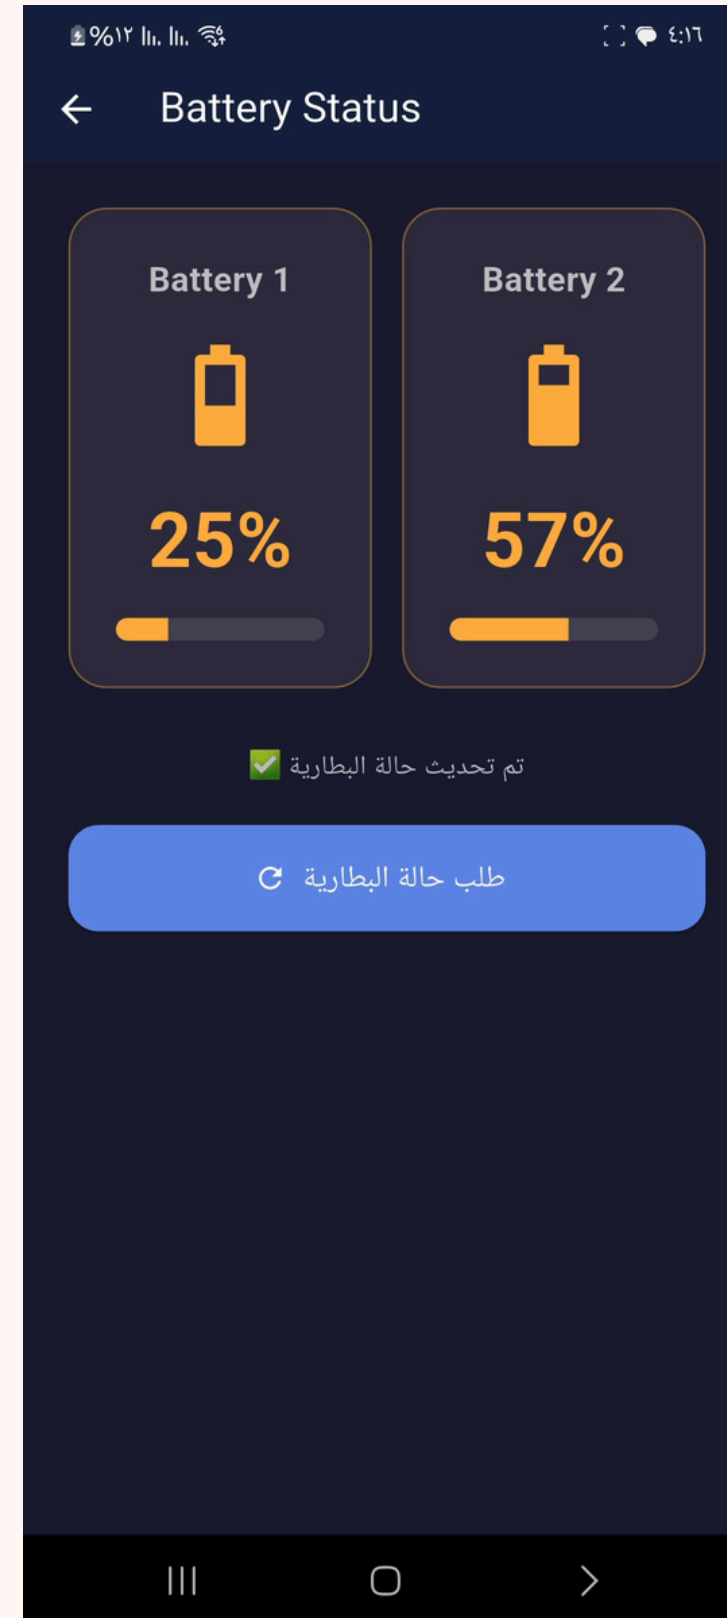 %١٢ ٤:١٦
Battery Status
Battery 1
Battery 2
25%
57%
تم تحديث حالة البطارية ✅
طلب حالة البطارية